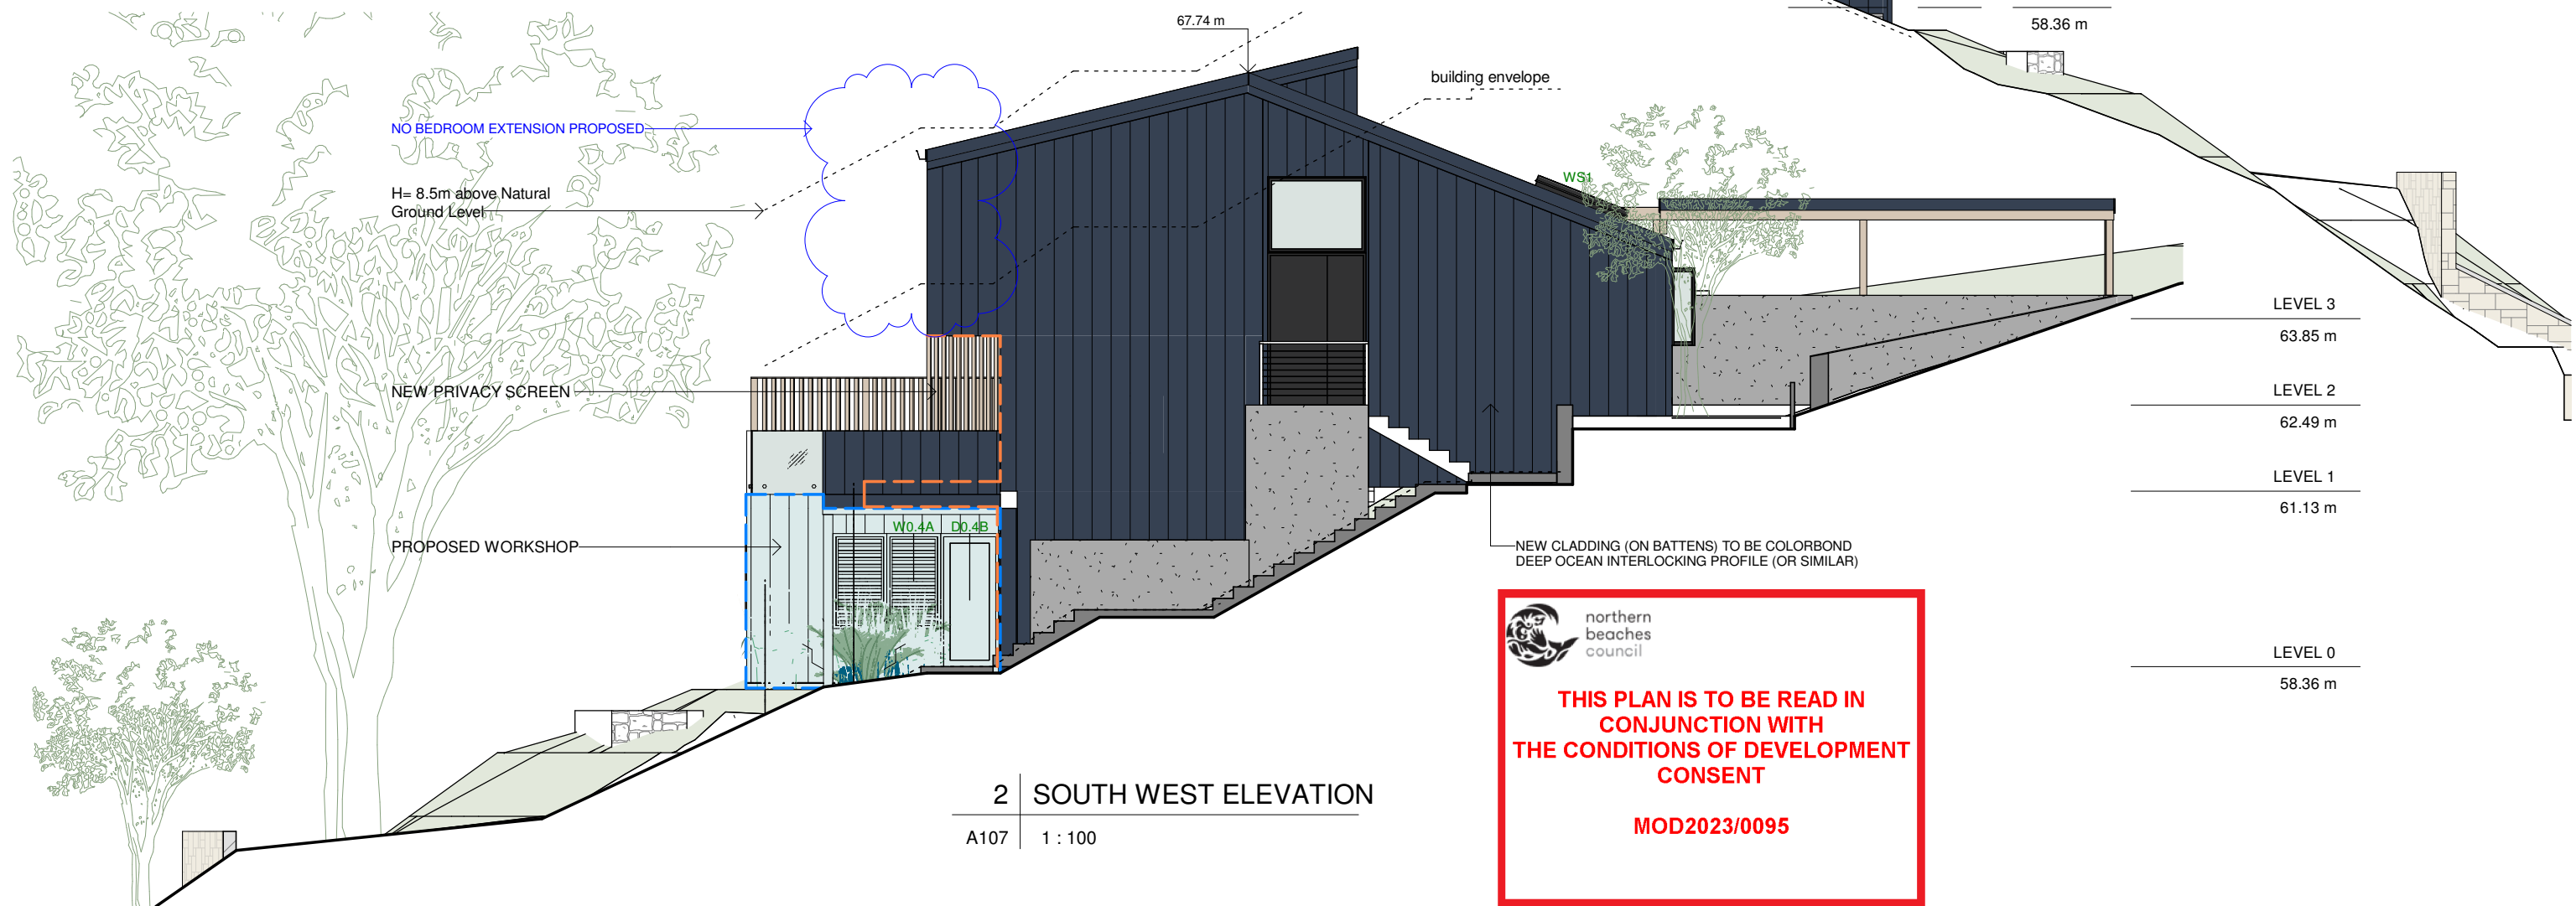 67.74 m
58.36 m
building envelope
NO BEDROOM EXTENSION PROPOSED
WS1
H= 8.5m above Natural
Ground Level
LEVEL 3
63.85 m
NEW PRIVACY SCREEN
LEVEL 2
62.49 m
LEVEL 1
61.13 m
W0.4A D0.4B
PROPOSED WORKSHOP
NEW CLADDING (ON BATTENS) TO BE COLORBOND
DEEP OCEAN INTERLOCKING PROFILE (OR SIMILAR)
northern
beaches
council
LEVEL 0
58.36 m
THIS PLAN IS TO BE READ IN
CONJUNCTION WITH
THE CONDITIONS OF DEVELOPMENT
CONSENT
MOD2023/0095
2 SOUTH WEST ELEVATION
A107 1 : 100